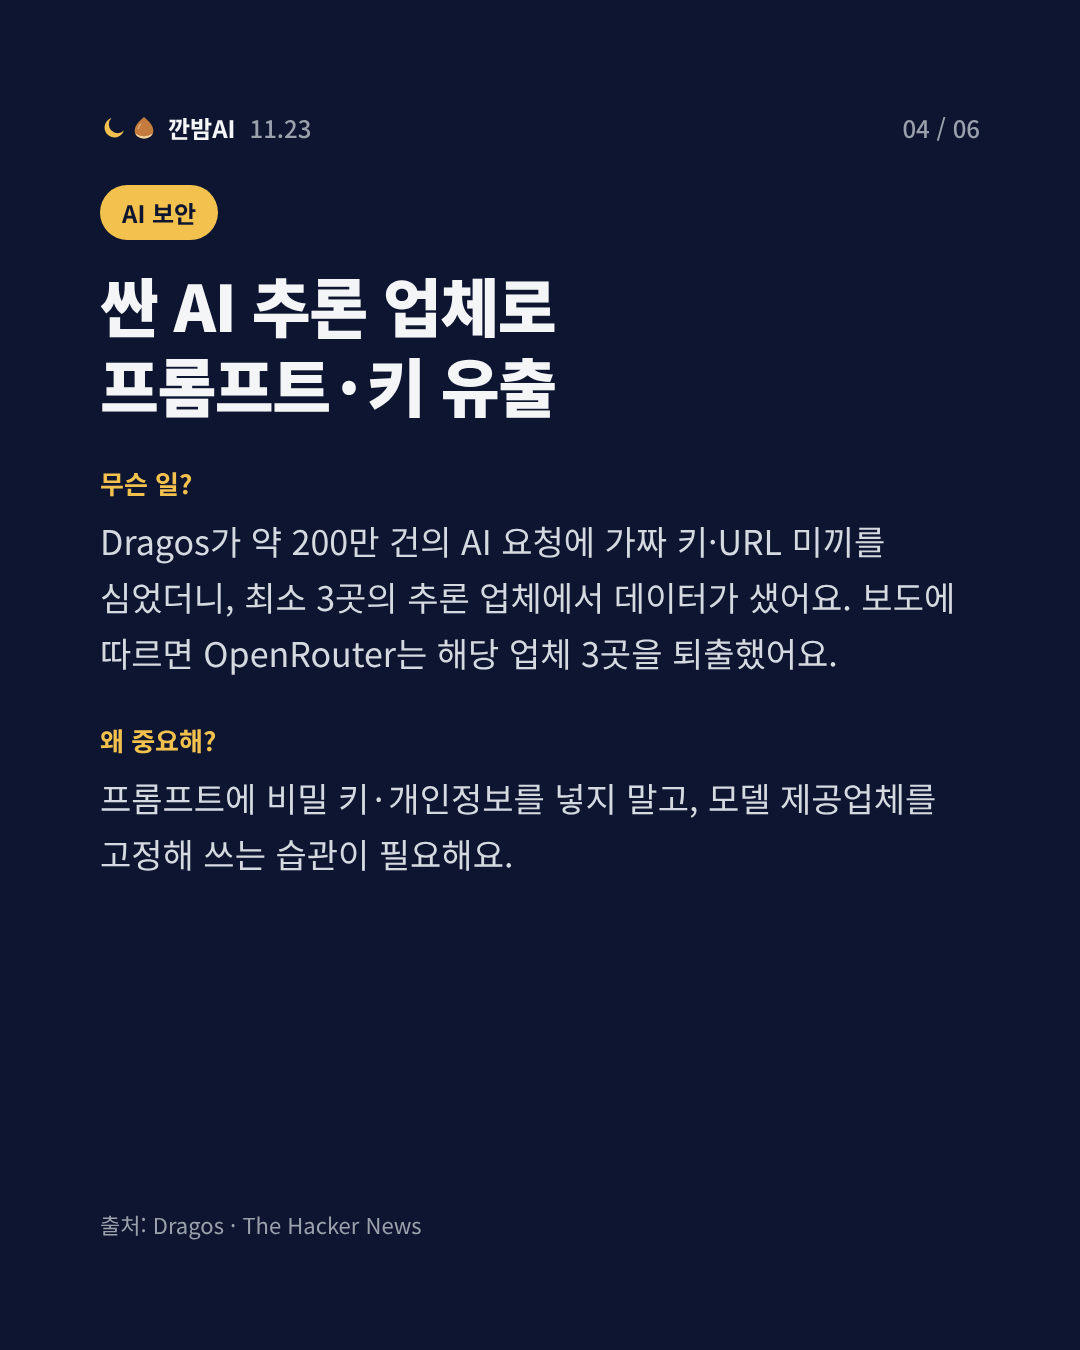 깐밤AI 11.23
04 / 06
AI 보안
싼 AI 추론 업체로
프롬프트·키 유출
무슨 일?
Dragos가 약 200만 건의 AI 요청에 가짜 키·URL 미끼를
심었더니, 최소 3곳의 추론 업체에서 데이터가 샜어요. 보도에
따르면 OpenRouter는 해당 업체 3곳을 퇴출했어요.
왜 중요해?
프롬프트에 비밀 키·개인정보를 넣지 말고, 모델 제공업체를
고정해 쓰는 습관이 필요해요.
출처: Dragos · The Hacker News